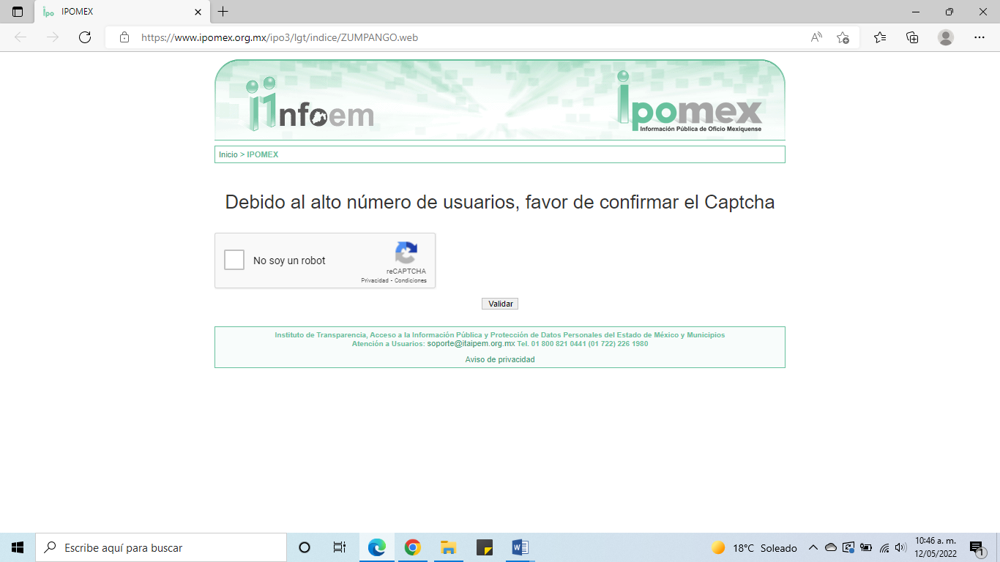 IPOMEX
https://www.ipomex.org.mx/ipo3/lgt/indice/ZUMPANGO.web
infoem
ipomex
Información Pública de Oficio Mexiquense
Inicio > IPOMEX
Debido al alto número de usuarios, favor de confirmar el Captcha
No soy un robot
reCAPTCHA
Privacidad - Condiciones
Validar
Instituto de Transparencia, Acceso a la Información Pública y Protección de Datos Personales del Estado de México y Municipios
Atención a Usuarios: soporte@itaipem.org.mx Tel. 01 800 821 0441 (01 722) 226 1980
Aviso de privacidad
Escribe aquí para buscar
18°C Soleado
10:46 a. m.
12/05/2022
1